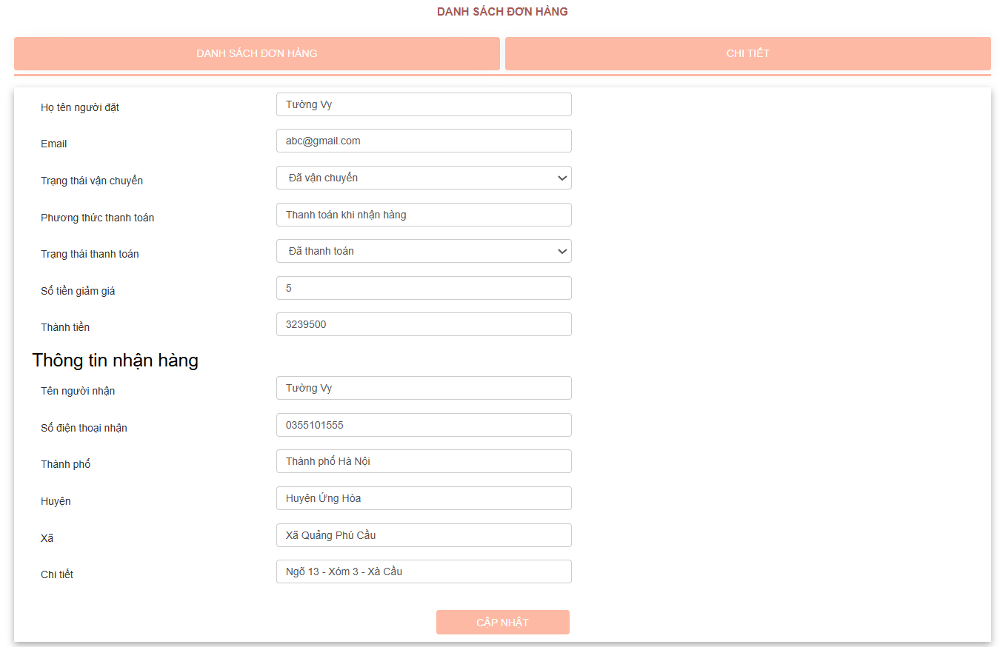 DANH SÁCH ĐƠN HÀNG
DANH SÁCH ĐƠN HÀNG CHI TIẾT
Họ tên người đặt Tường Vy
Email abc@gmail.com
Trạng thái vận chuyển Đã vận chuyển
Phương thức thanh toán Thanh toán khi nhận hàng
Trạng thái thanh toán Đã thanh toán
Số tiền giảm giá 5
Thành tiền 3239500
Thông tin nhận hàng
Tên người nhận Tường Vy
Số điện thoại nhận 0355101555
Thành phố Thành phố Hà Nội
Huyện Huyện Ứng Hòa
Xã Xã Quảng Phú Cầu
Chi tiết Ngõ 13 - Xóm 3 - Xà Cầu
CẬP NHẬT